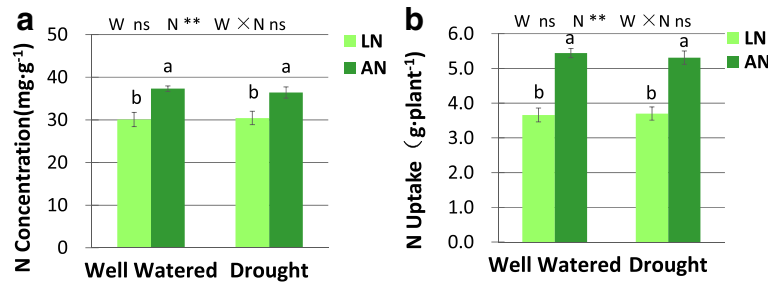 a
W ns N ** W × N ns
N Concentration(mg·g-1)
50
40
30
20
10
0
b
a
b
a
Well Watered Drought
LN
AN
b
W ns N ** W × N ns
N Uptake（g·plant-1)
6.0
5.0
4.0
3.0
2.0
1.0
0.0
b
a
b
a
Well Watered Drought
LN
AN